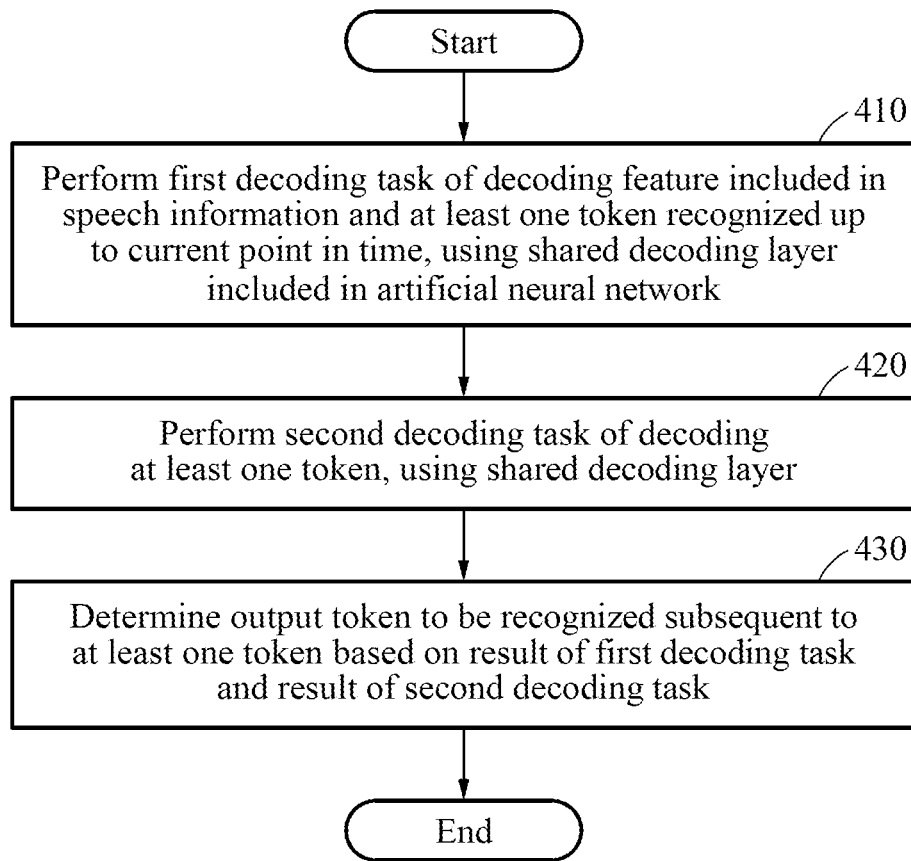 Start
410
Perform first decoding task of decoding feature included in
speech information and at least one token recognized up
to current point in time, using shared decoding layer
included in artificial neural network
420
Perform second decoding task of decoding
at least one token, using shared decoding layer
430
Determine output token to be recognized subsequent to
at least one token based on result of first decoding task
and result of second decoding task
End